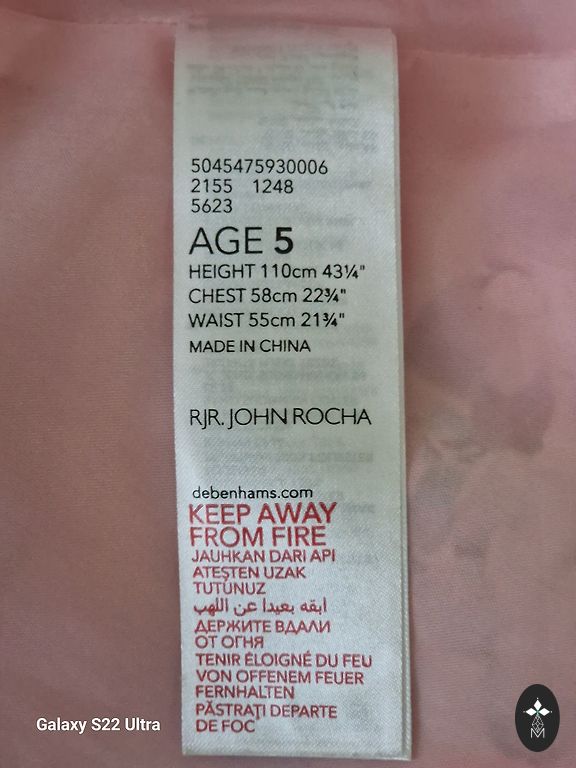 5045475930006
2155 1248
5623
AGE 5
HEIGHT 110cm 43¼"
CHEST 58cm 22¾"
WAIST 55cm 21¾"
MADE IN CHINA
RJR. JOHN ROCHA
debenhams.com
KEEP AWAY
FROM FIRE
JAUHKAN DARI API
ATEŞTEN UZAK
TUTUNUZ
أبقه بعيدا عن اللهب
ДЕРЖИТЕ ВДАЛИ
ОТ ОГНЯ
TENIR ÉLOIGNÉ DU FEU
VON OFFENEM FEUER
FERNHALTEN
PĂSTRAŢI DEPARTE
DE FOC
Galaxy S22 Ultra
M